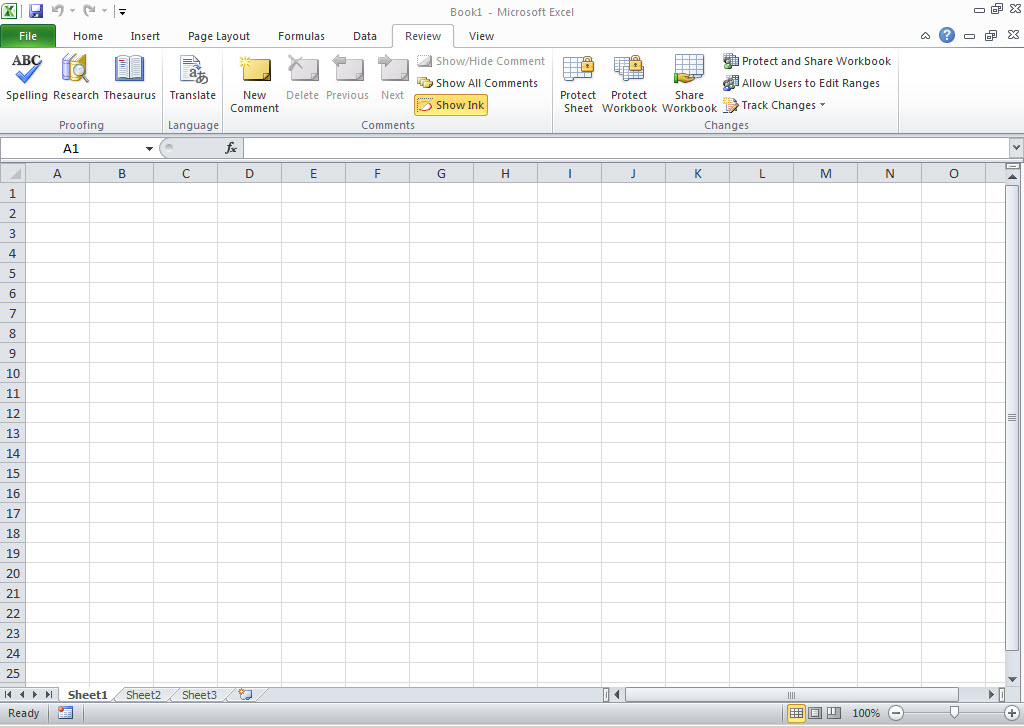 Book1 - Microsoft Excel
File Home Insert Page Layout Formulas Data Review View
ABC
Spelling Research Thesaurus
Proofing
Translate
Language
New Comment Delete Previous Next
Show/Hide Comment
Show All Comments
Show Ink
Comments
Protect Sheet Protect Workbook Share Workbook
Protect and Share Workbook
Allow Users to Edit Ranges
Track Changes
Changes
A1 fx
A B C D E F G H I J K L M N O
1
2
3
4
5
6
7
8
9
10
11
12
13
14
15
16
17
18
19
20
21
22
23
24
25
Sheet1 Sheet2 Sheet3
Ready 100%